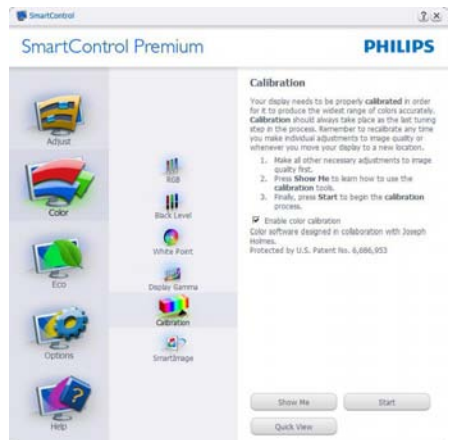 SmartControl
SmartControl Premium
PHILIPS
Adjust
Color
Eco
Options
Help
RGB
Black Level
White Point
Display Gamma
Calibration
SmartImage
Calibration
Your display needs to be properly calibrated in order
for it to produce the widest range of colors accurately.
Calibration should always take place as the last tuning
step in the process. Remember to recalibrate any time
you make individual adjustments to image quality or
whenever you move your display to a new location.
1. Make all other necessary adjustments to image
quality first.
2. Press Show Me to learn how to use the
calibration tools.
3. Finally, press Start to begin the calibration
process.
Enable color calibration
Color software designed in collaboration with Joseph
Holmes.
Protected by U.S. Patent No. 6,686,953
Show Me
Start
Quick View